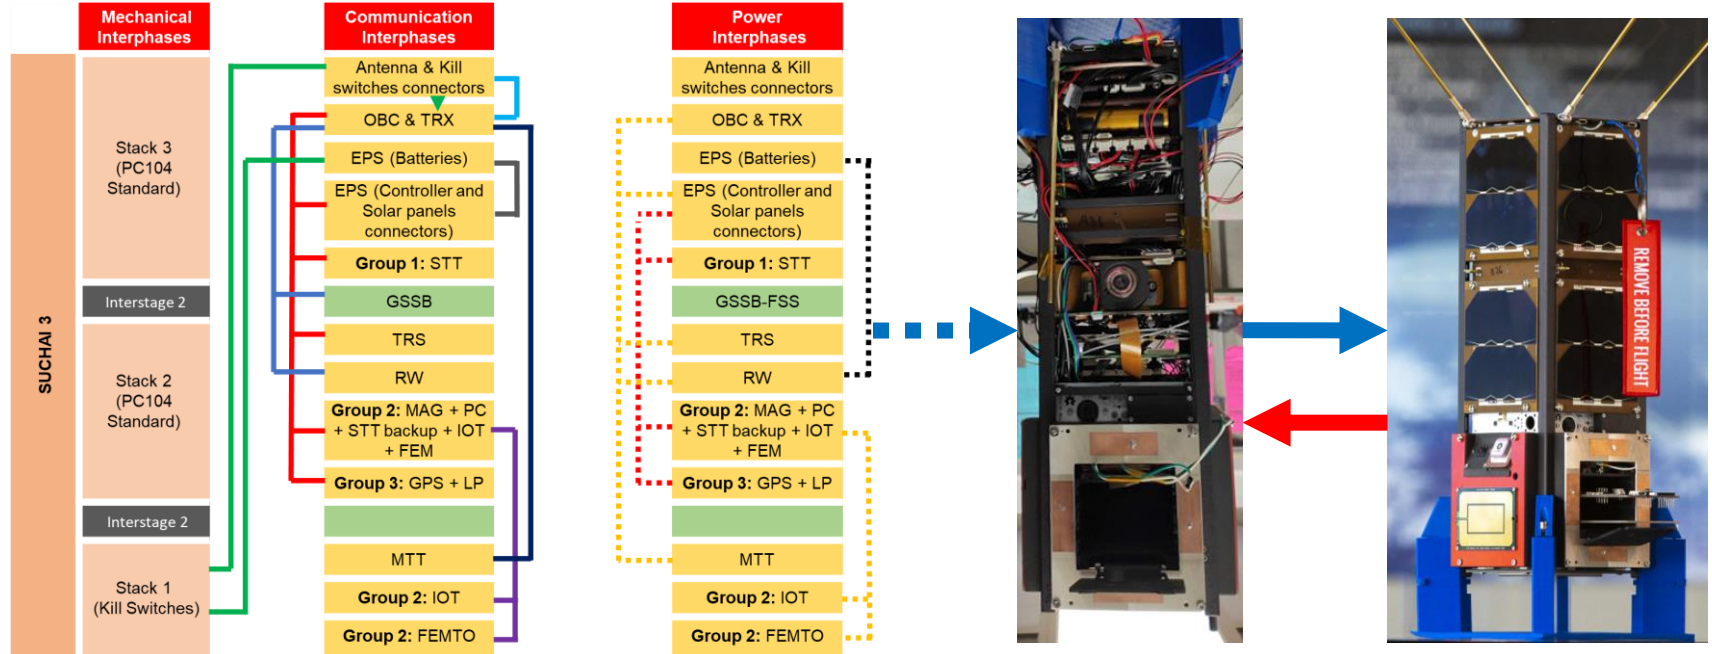 SUCHAI 3
Mechanical
Interphases
Stack 3
(PC104
Standard)
Interstage 2
Stack 2
(PC104
Standard)
Interstage 2
Stack 1
(Kill Switches)
Communication
Interphases
Antenna & Kill
switches connectors
OBC & TRX
EPS (Batteries)
EPS (Controller and
Solar panels
connectors)
Group 1: STT
GSSB
TRS
RW
Group 2: MAG + PC
+ STT backup + IOT
+ FEM
Group 3: GPS + LP
MTT
Group 2: IOT
Group 2: FEMTO
Power
Interphases
Antenna & Kill
switches connectors
OBC & TRX
EPS (Batteries)
EPS (Controller and
Solar panels
connectors)
Group 1: STT
GSSB-FSS
TRS
RW
Group 2: MAG + PC
+ STT backup + IOT
+ FEM
Group 3: GPS + LP
MTT
Group 2: IOT
Group 2: FEMTO
REMOVE BEFORE FLIGHT